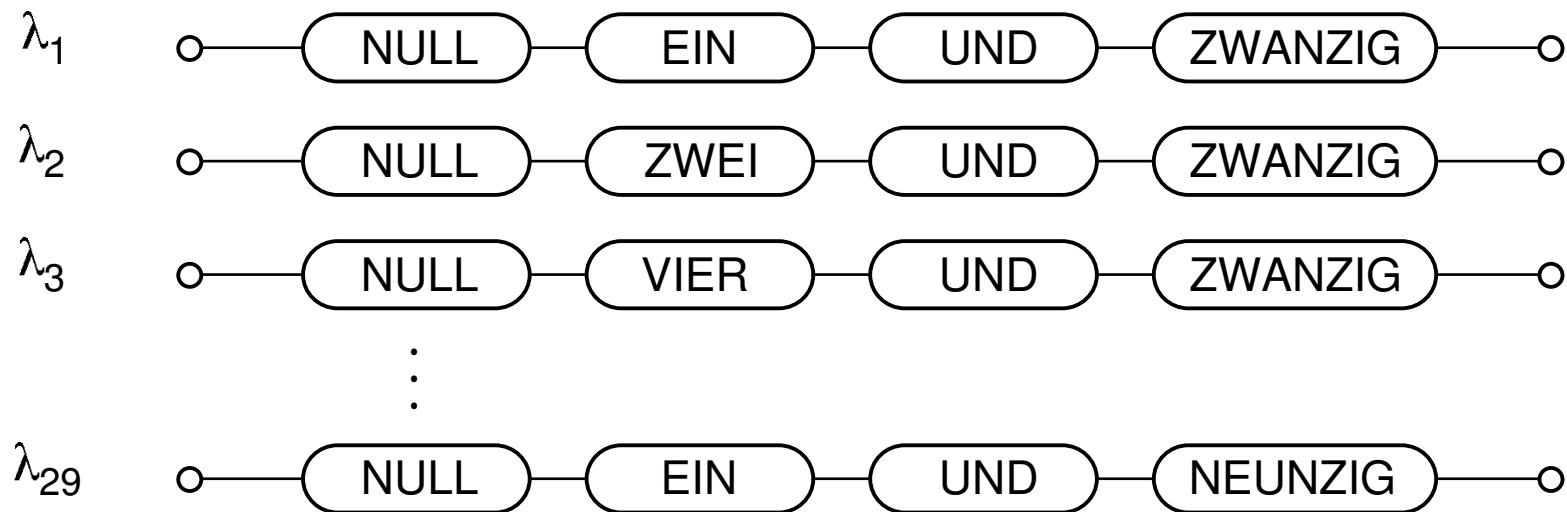 λ1 NULL EIN UND ZWANZIG
λ2 NULL ZWEI UND ZWANZIG
λ3 NULL VIER UND ZWANZIG
λ29 NULL EIN UND NEUNZIG